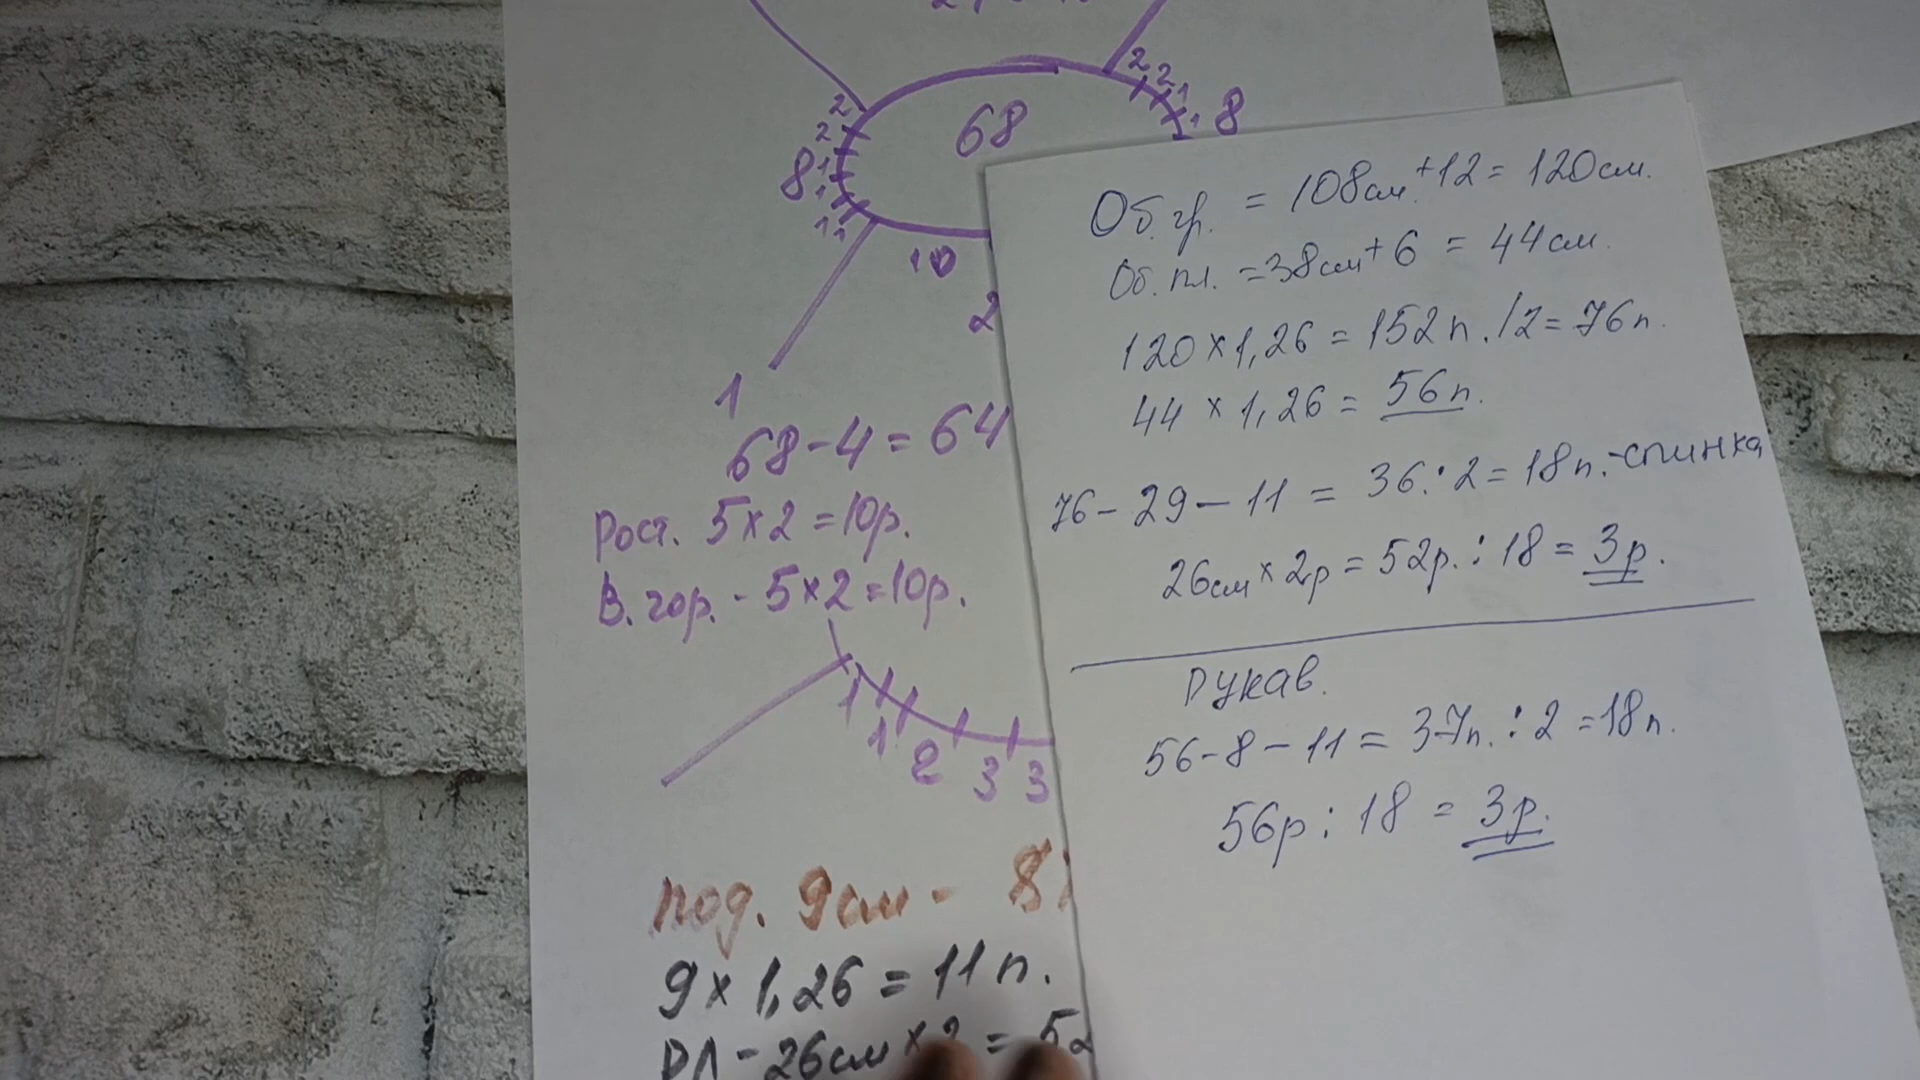 68
2
2
1
1
8
2
2
8
1
1
1
1
10
2
1
68-4=64
Рост. 5×2=10р.
В.гор. - 5×2=10р.
1
1
2
3
3
под. 9см - 8
9×1,26=11п.
РЛ-26см×2=52
Об.гр. = 108см+12=120см.
Об.пл. =38см+6=44см.
120×1,26=152п./2=76п.
44×1,26=56п.
76-29-11=36:2=18п.-спинка
26см×2р=52р.:18=3р.
Рукав.
56-8-11=37п.:2=18п.
56р:18=3р.